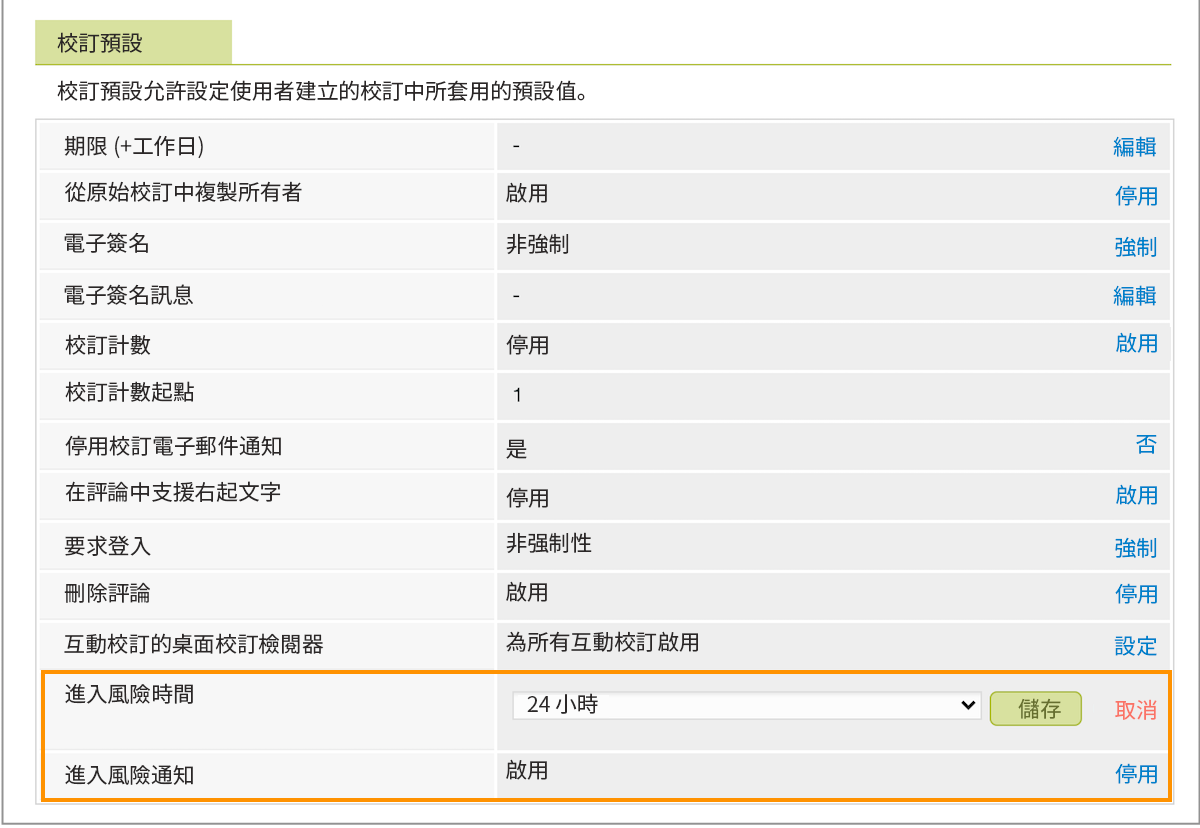 校訂預設
校訂預設允許設定使用者建立的校訂中所套用的預設值。
期限 (+工作日) - 編輯
從原始校訂中複製所有者 啟用 停用
電子簽名 非強制 強制
電子簽名訊息 - 編輯
校訂計數 停用 啟用
校訂計數起點 1
停用校訂電子郵件通知 是 否
在評論中支援右起文字 停用 啟用
要求登入 非强制性 強制
刪除評論 啟用 停用
互動校訂的桌面校訂檢閱器 為所有互動校訂啟用 設定
進入風險時間 24 小時 儲存 取消
進入風險通知 啟用 停用